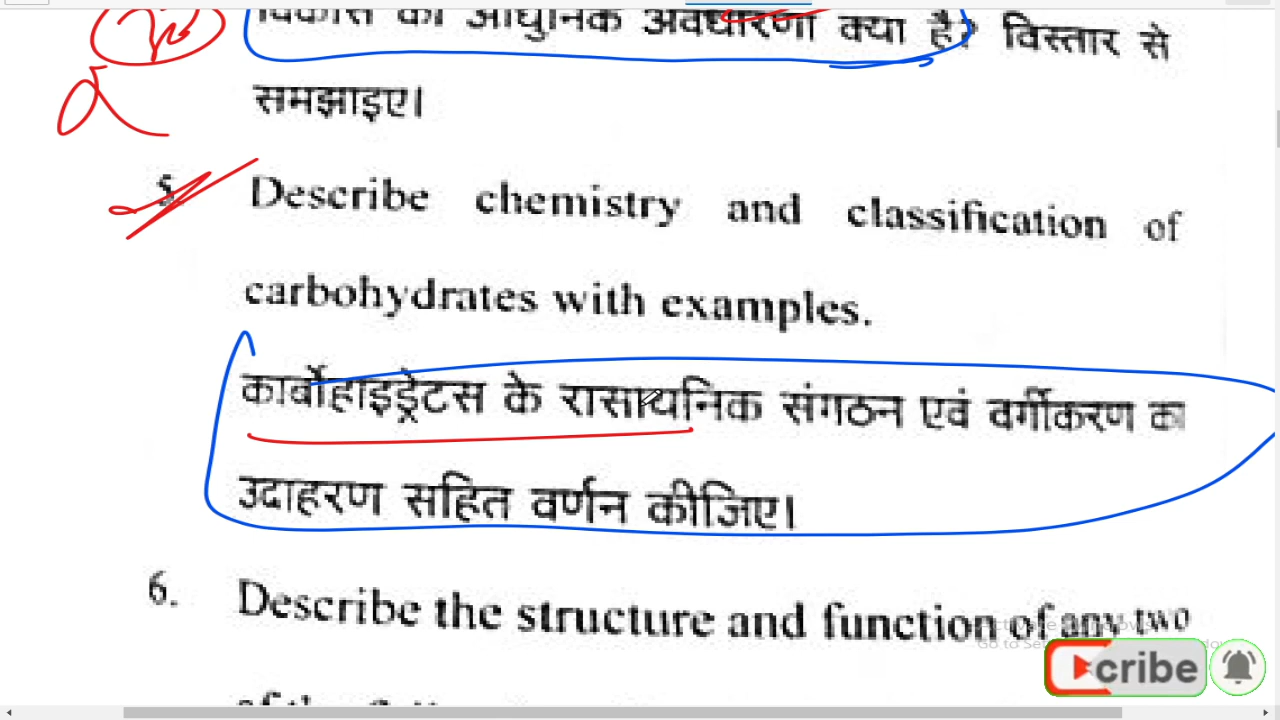 विकास की आधुनिक अवधारणा क्या है? विस्तार से
समझाइए।
5. Describe chemistry and classification of
carbohydrates with examples.
कार्बोहाइड्रेटस के रासायनिक संगठन एवं वर्गीकरण का
उदाहरण सहित वर्णन कीजिए।
6. Describe the structure and function of any two
cribe